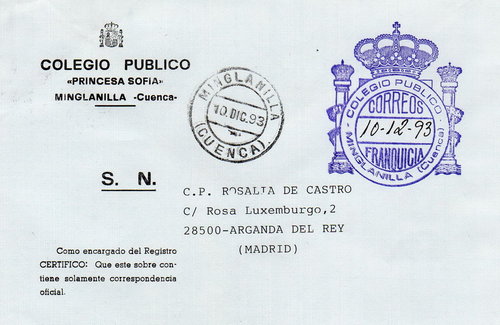 COLEGIO PUBLICO
«PRINCESA SOFIA»
MINGLANILLA -Cuenca-
MINGLANILLA
10.DIC.93
(CUENCA)
COLEGIO PUBLICO
CORREOS
10-12-93
FRANQUICIA
MINGLANILLA (Cuenca)
S. N.
C.P. ROSALIA DE CASTRO
C/ Rosa Luxemburgo,2
28500-ARGANDA DEL REY
(MADRID)
Como encargado del Registro
CERTIFICO: Que este sobre con-
tiene solamente correspondencia
oficial.